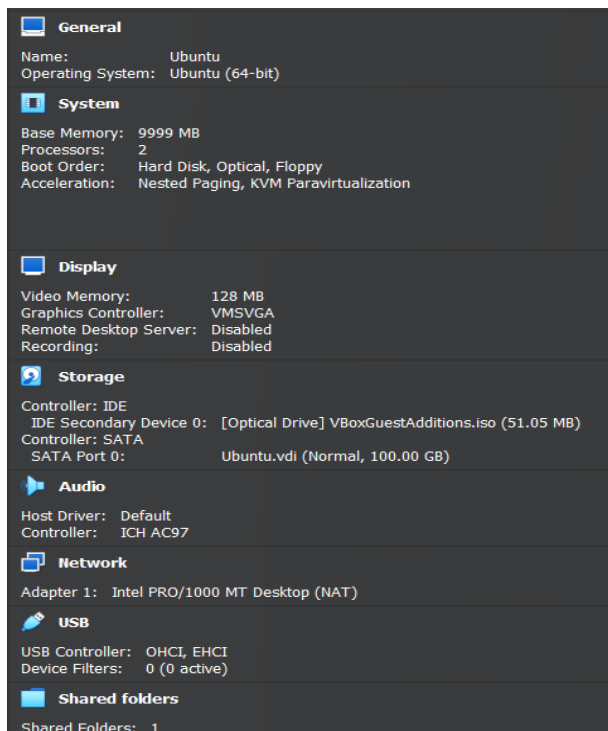 General
Name: Ubuntu
Operating System: Ubuntu (64-bit)
System
Base Memory: 9999 MB
Processors: 2
Boot Order: Hard Disk, Optical, Floppy
Acceleration: Nested Paging, KVM Paravirtualization
Display
Video Memory: 128 MB
Graphics Controller: VMSVGA
Remote Desktop Server: Disabled
Recording: Disabled
Storage
Controller: IDE
IDE Secondary Device 0: [Optical Drive] VBoxGuestAdditions.iso (51.05 MB)
Controller: SATA
SATA Port 0: Ubuntu.vdi (Normal, 100.00 GB)
Audio
Host Driver: Default
Controller: ICH AC97
Network
Adapter 1: Intel PRO/1000 MT Desktop (NAT)
USB
USB Controller: OHCI, EHCI
Device Filters: 0 (0 active)
Shared folders
Shared Folders: 1